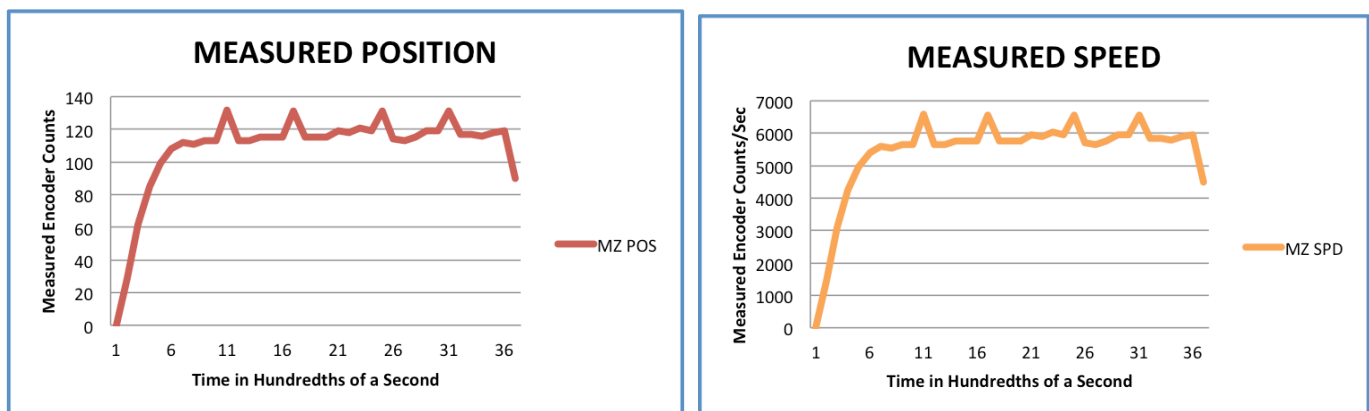 MEASURED POSITION
Measured Encoder Counts
140
120
100
80
60
40
20
0
1 6 11 16 21 26 31 36
Time in Hundredths of a Second
MZ POS
MEASURED SPEED
Measured Encoder Counts/Sec
7000
6000
5000
4000
3000
2000
1000
0
1 6 11 16 21 26 31 36
Time in Hundredths of a Second
MZ SPD